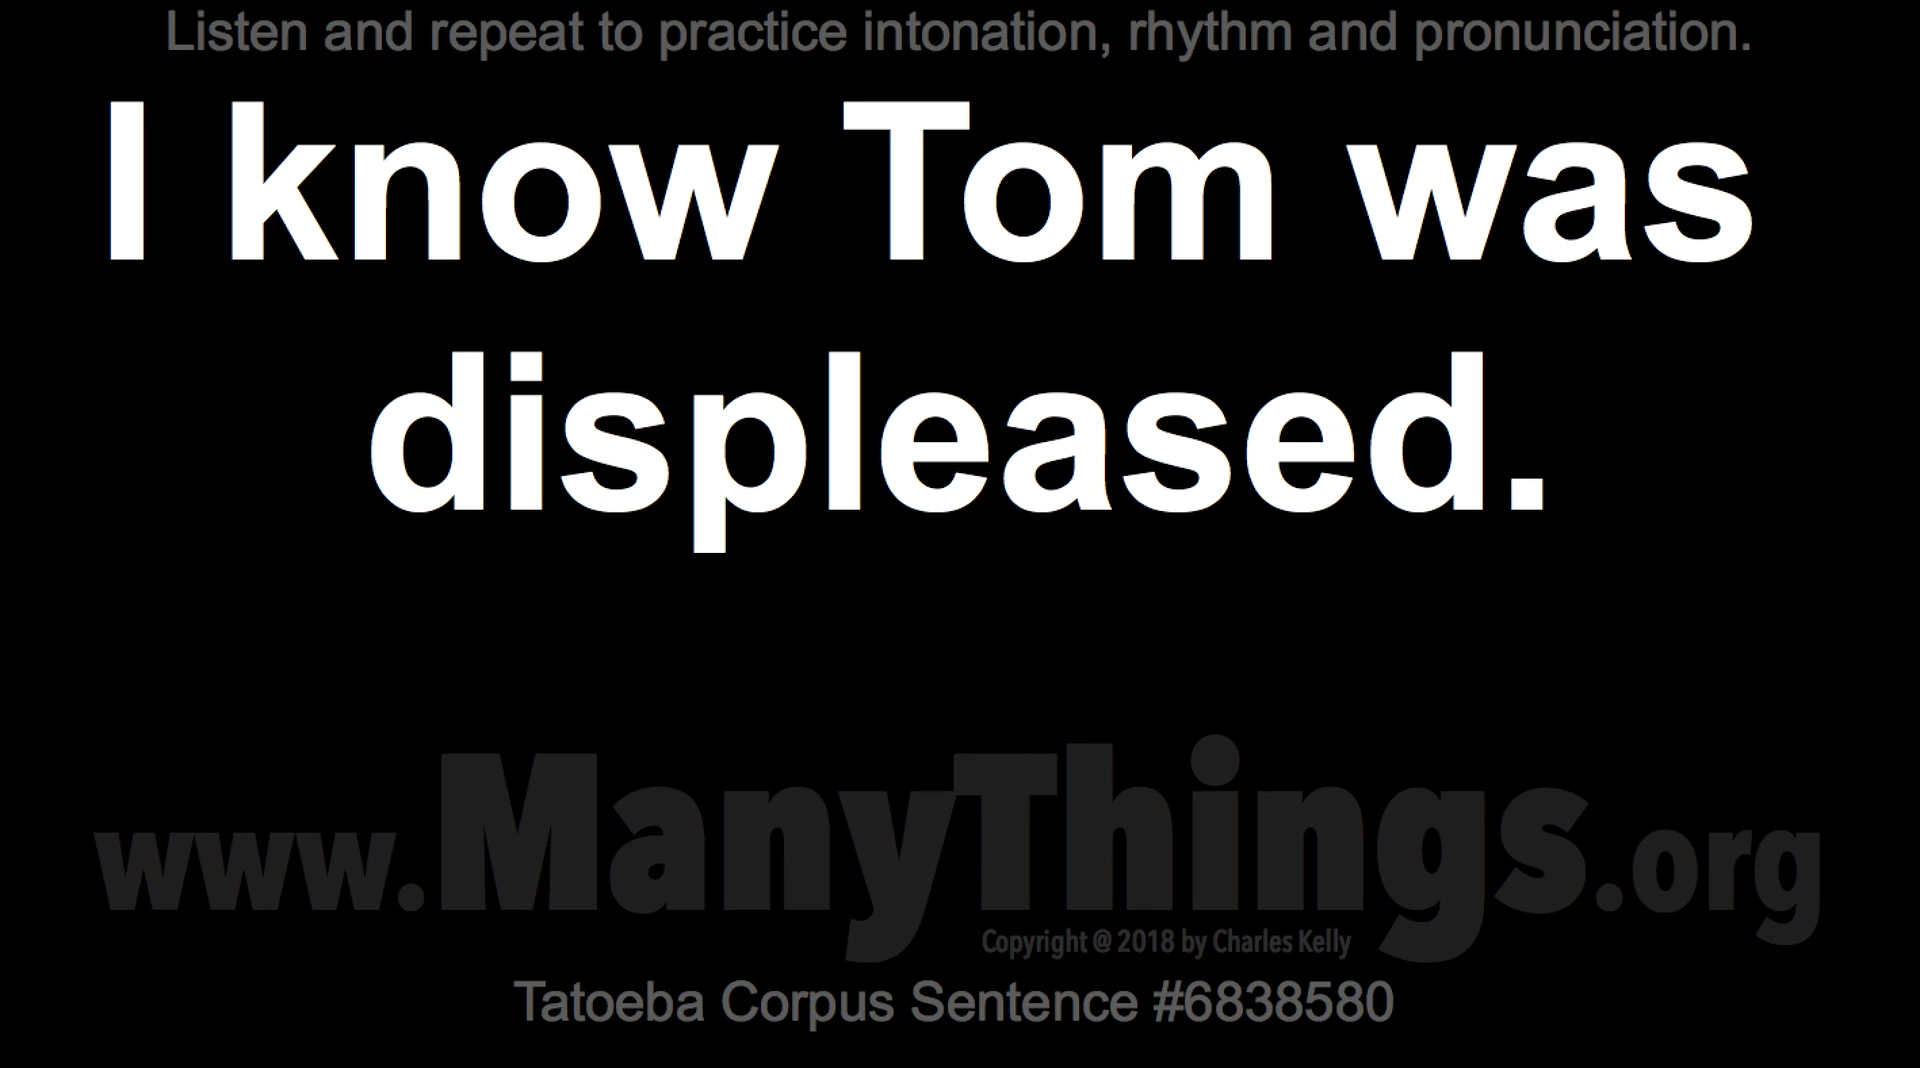 Listen and repeat to practice intonation, rhythm and pronunciation.
I know Tom was
displeased.
www.ManyThings.org
Copyright @ 2018 by Charles Kelly
Tatoeba Corpus Sentence #6838580